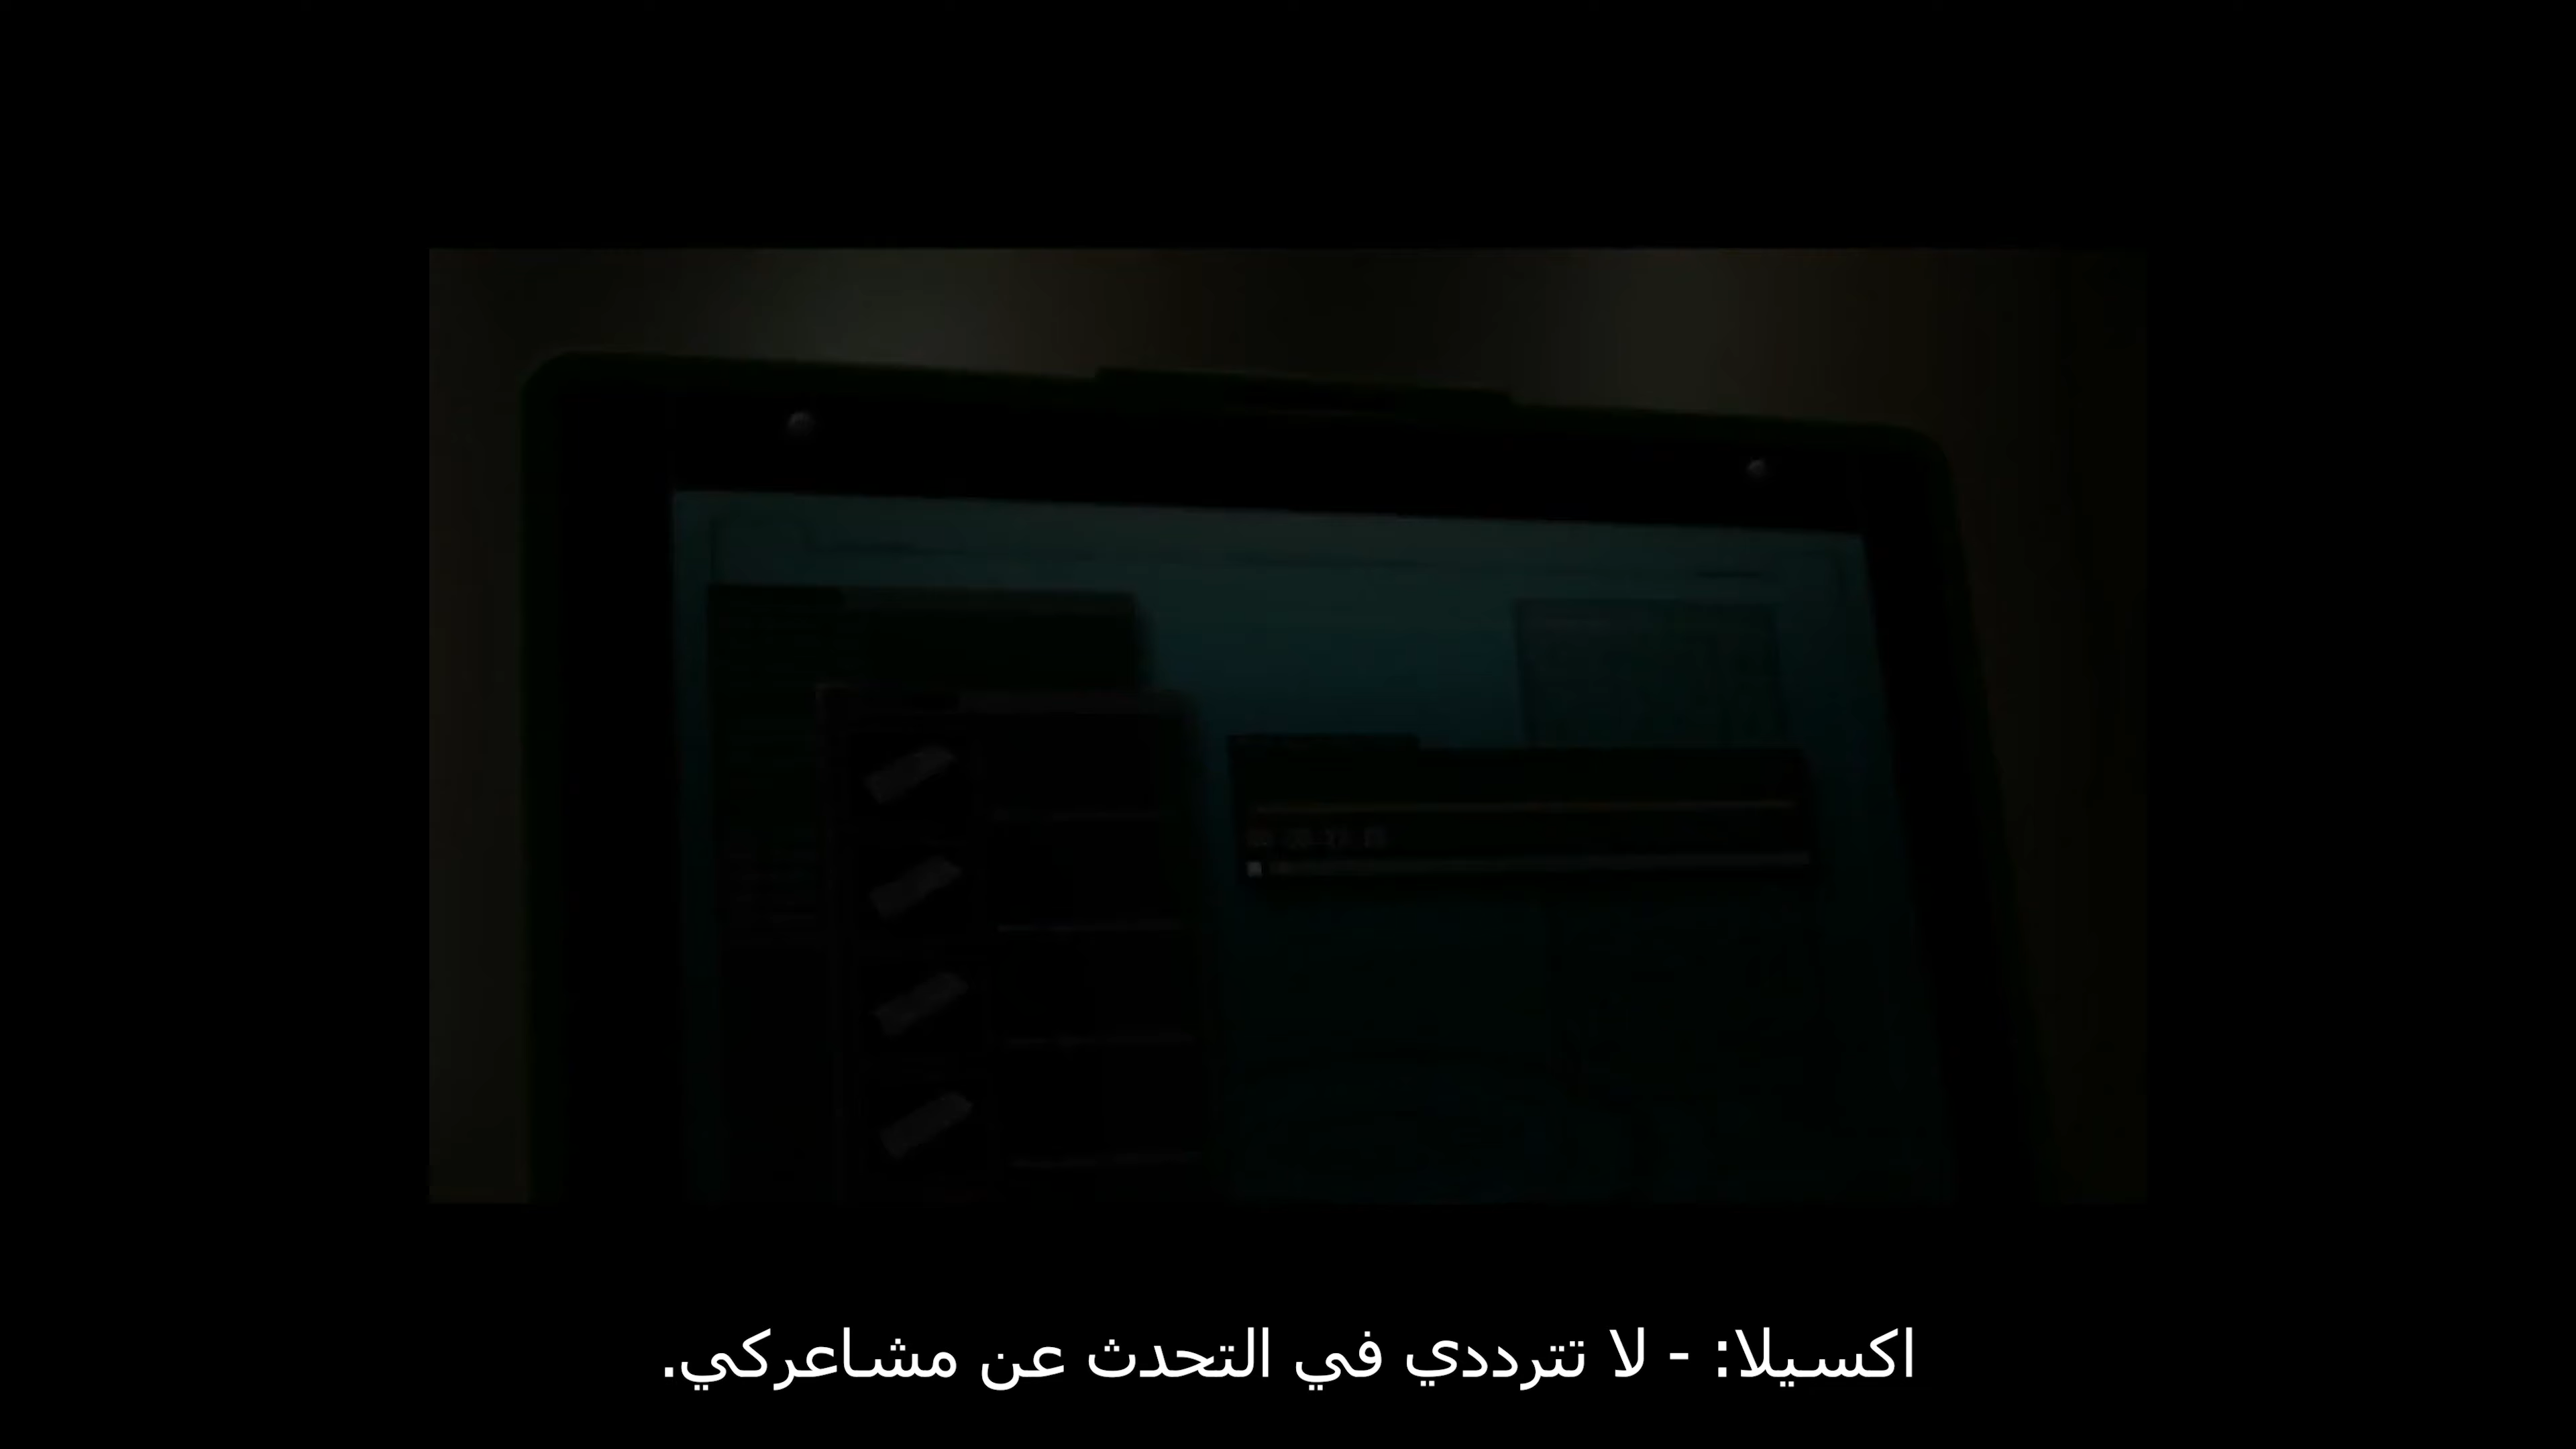 اكسيلا: - لا تترددي في التحدث عن مشاعركي.